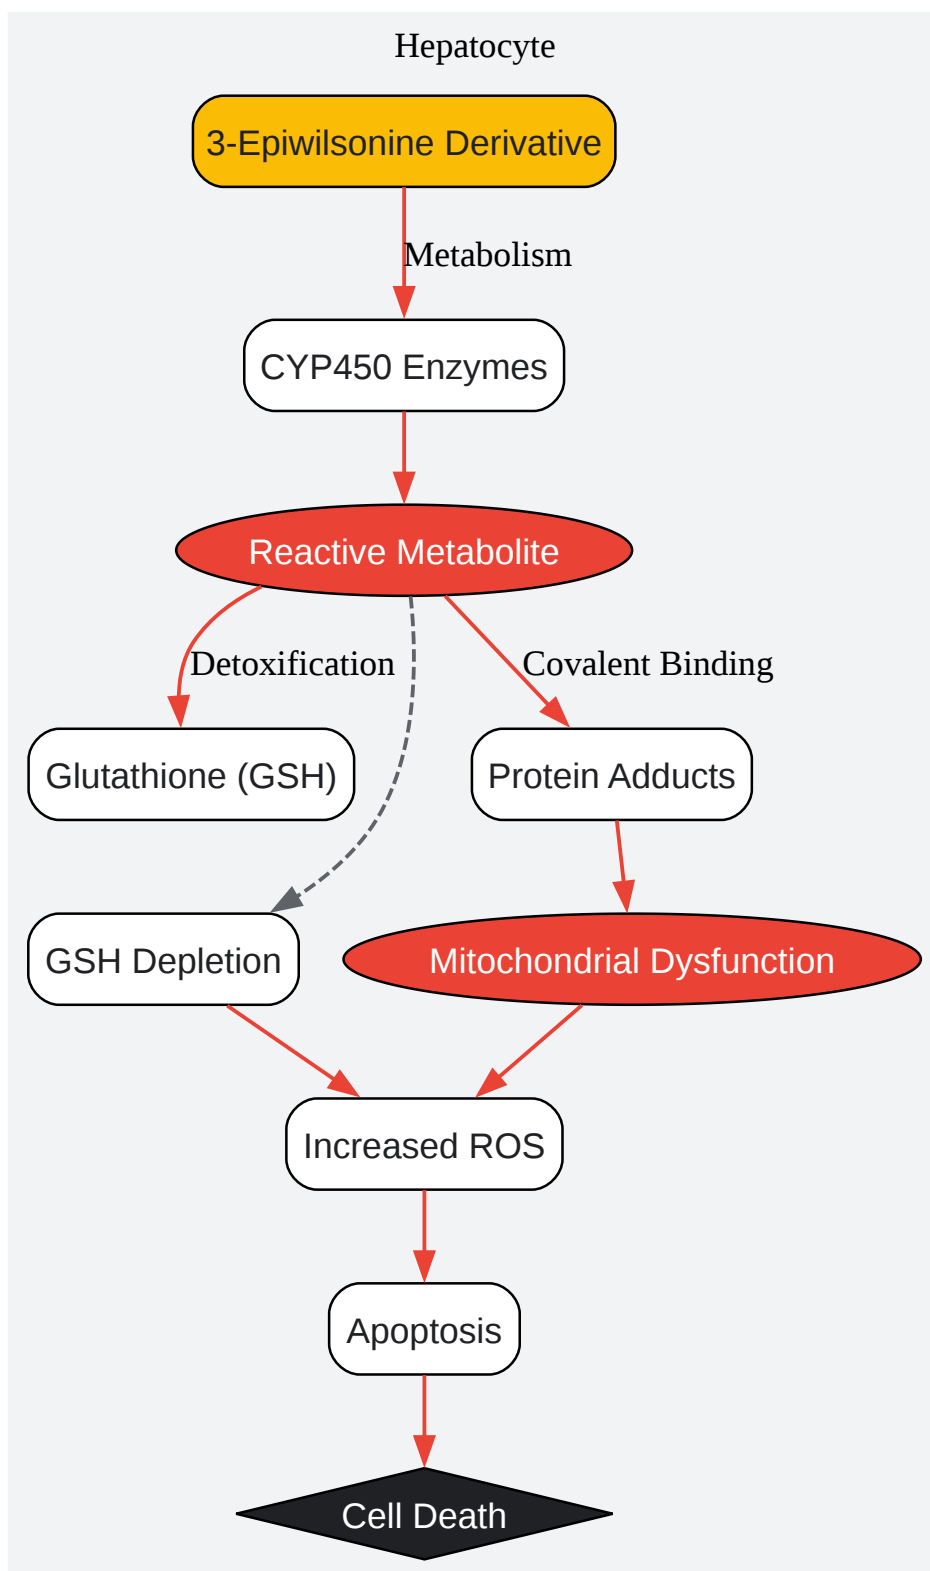 Hepatocyte
3-Epiwilsonine Derivative
Metabolism
CYP450 Enzymes
Reactive Metabolite
Detoxification
Covalent Binding
Glutathione (GSH)
Protein Adducts
GSH Depletion
Mitochondrial Dysfunction
Increased ROS
Apoptosis
Cell Death